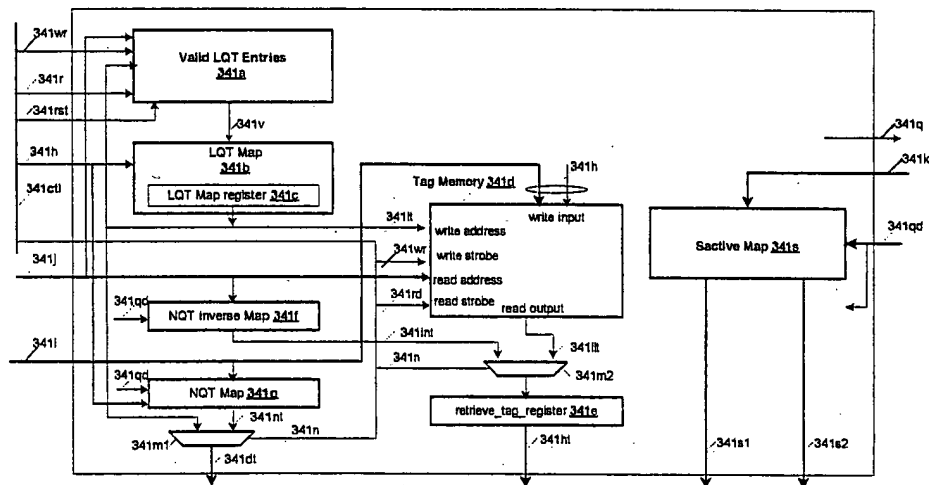 341wr
Valid LQT Entries
341a
341r
341rst
341v
341q
341h
LQT Map
341b
341h
341k
341ctl
LQT Map register 341c
Tag Memory 341d
write input
341lt
write address
Sactive Map 341s
341qd
341wr
write strobe
341j
read address
341rd
read strobe
341qd
NQT Inverse Map 341f
read output
341int
341ltt
341i
341n
341m2
341qd
NQT Map 341g
retrieve_tag_register 341e
341nt
341n
341m1
341dt
341ht
341s1
341s2